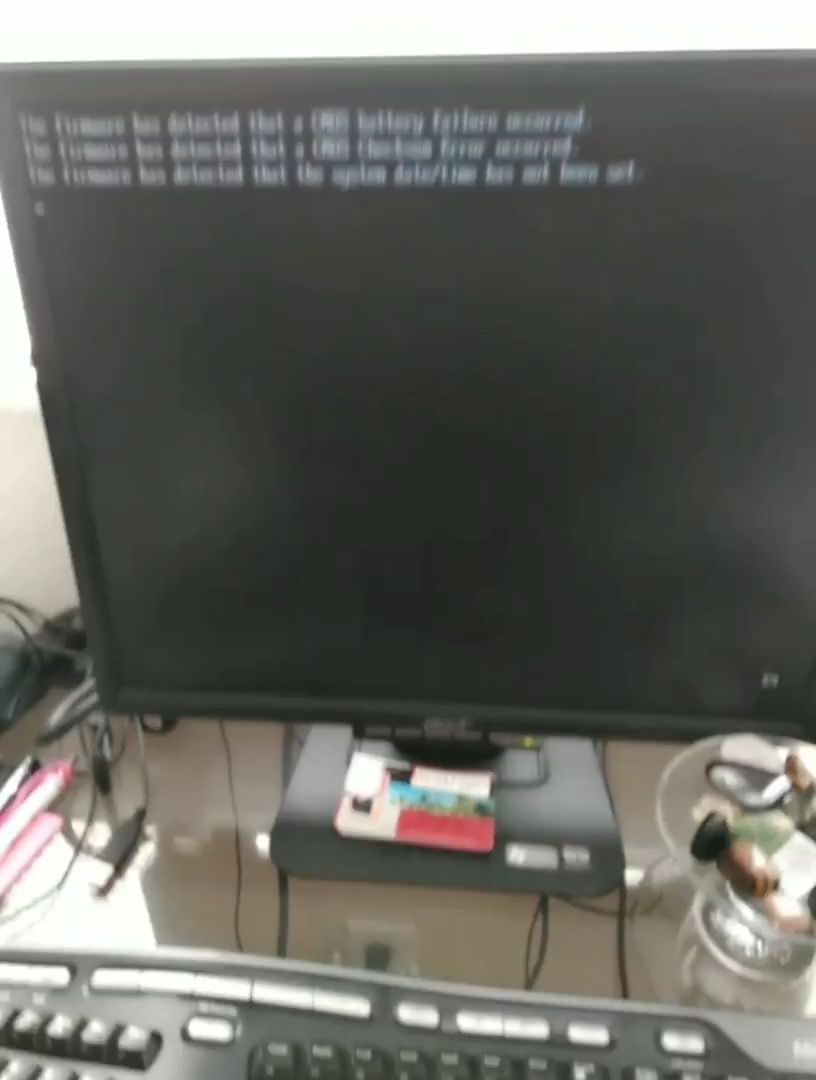 The firmware has detected that a CMOS battery failure occurred.
The firmware has detected that a CMOS Checksum Error occurred.
The firmware has detected that the system date/time has not been set.